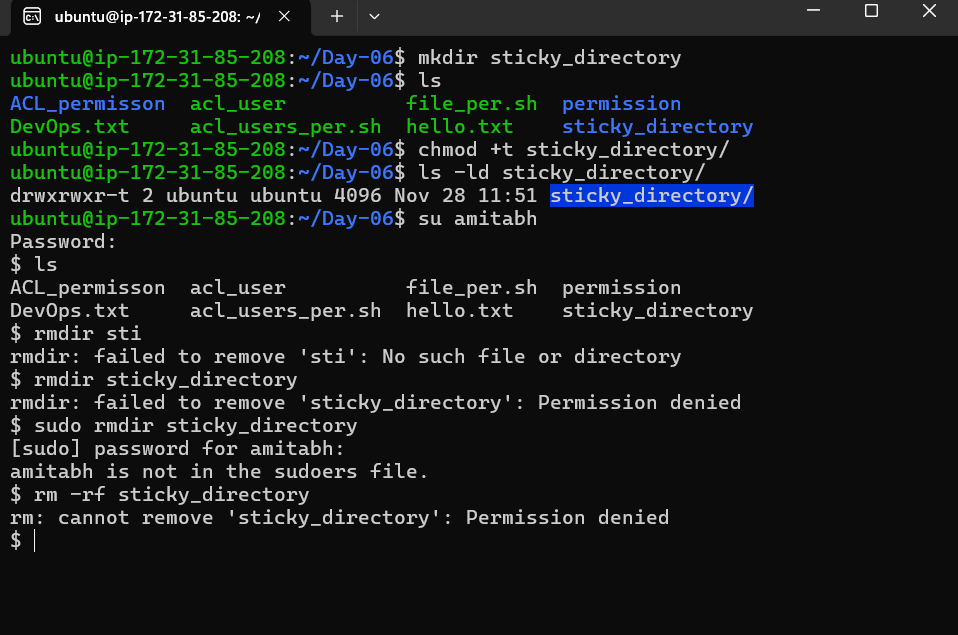 ubuntu@ip-172-31-85-208: ~/
ubuntu@ip-172-31-85-208:~/Day-06$ mkdir sticky_directory
ubuntu@ip-172-31-85-208:~/Day-06$ ls
ACL_permisson  acl_user          file_per.sh  permission
DevOps.txt     acl_users_per.sh  hello.txt    sticky_directory
ubuntu@ip-172-31-85-208:~/Day-06$ chmod +t sticky_directory/
ubuntu@ip-172-31-85-208:~/Day-06$ ls -ld sticky_directory/
drwxrwxr-t 2 ubuntu ubuntu 4096 Nov 28 11:51 sticky_directory/
ubuntu@ip-172-31-85-208:~/Day-06$ su amitabh
Password:
$ ls
ACL_permisson  acl_user          file_per.sh  permission
DevOps.txt     acl_users_per.sh  hello.txt    sticky_directory
$ rmdir sti
rmdir: failed to remove 'sti': No such file or directory
$ rmdir sticky_directory
rmdir: failed to remove 'sticky_directory': Permission denied
$ sudo rmdir sticky_directory
[sudo] password for amitabh:
amitabh is not in the sudoers file.
$ rm -rf sticky_directory
rm: cannot remove 'sticky_directory': Permission denied
$